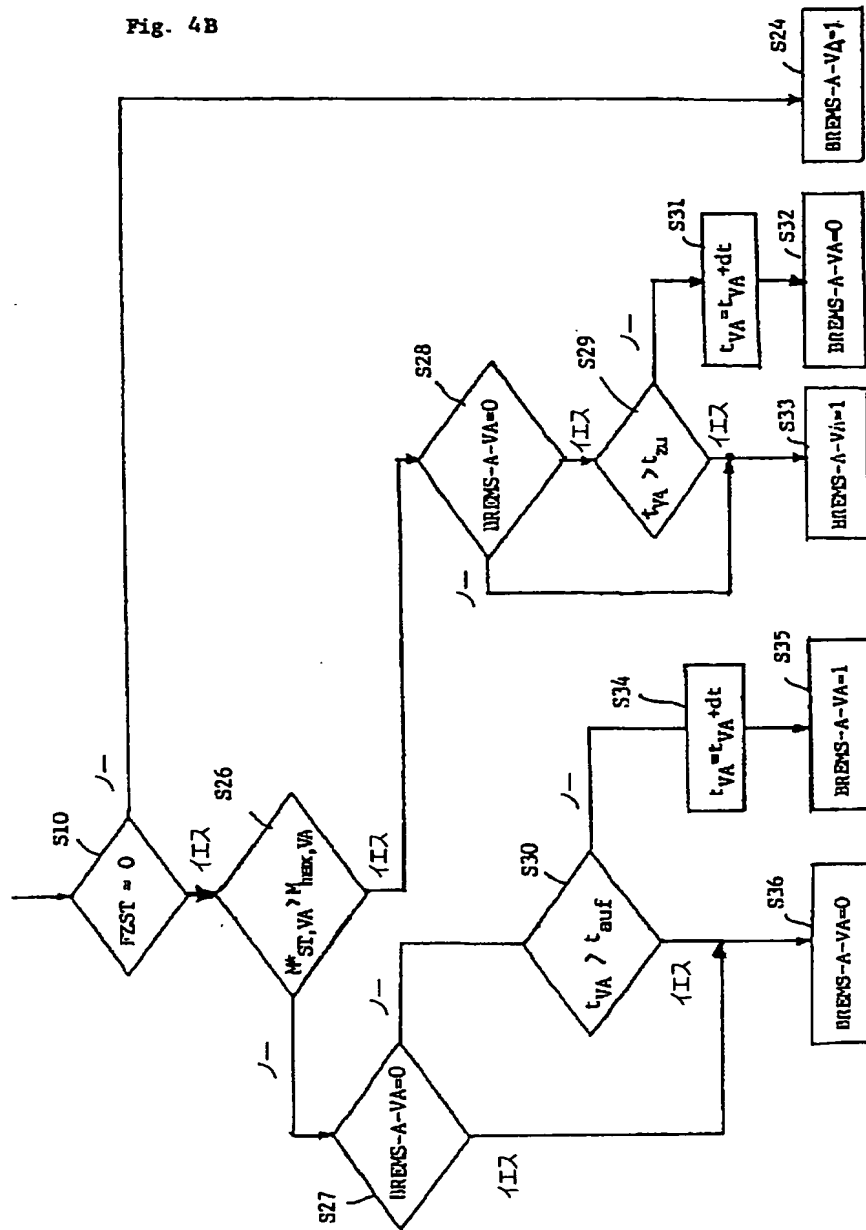 Fig. 4B
S10
FZST = 0
ノー
イエス
S26
M*ST,VA > Mmax,VA
ノー
イエス
S27
BREMS-A-VA=0
ノー
イエス
S28
BREMS-A-VA=0
ノー
イエス
S29
tVA > tzu
ノー
イエス
S30
tVA > tauf
ノー
イエス
S31
tVA=tVA+dt
S34
tVA=tVA+dt
S36
BREMS-A-VA=0
S35
BREMS-A-VA=1
S33
BREMS-A-VA=1
S32
BREMS-A-VA=0
S24
BREMS-A-VA=1